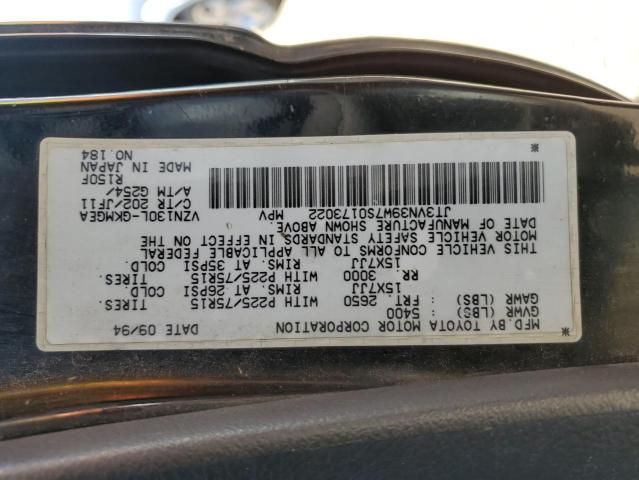 MFD.BY TOYOTA MOTOR CORPORATION DATE 09/94
GVWR (LBS) 5400
GAWR (LBS) FRT: 2650 WITH P225/75R15 TIRES.
15X7JJ RIMS AT 26PSI COLD
RR: 3000 WITH P225/75R15 TIRES.
15X7JJ RIMS AT 35PSI COLD
THIS VEHICLE CONFORMS TO ALL APPLICABLE FEDERAL
MOTOR VEHICLE SAFETY STANDARDS IN EFFECT ON THE
DATE OF MANUFACTURE SHOWN ABOVE.
JT3VN39W7S0173022 MPV
VZN130L-GKMGEA
C/TR 202/JF11
A/TM G254/
R150F
MADE IN JAPAN
NO.184